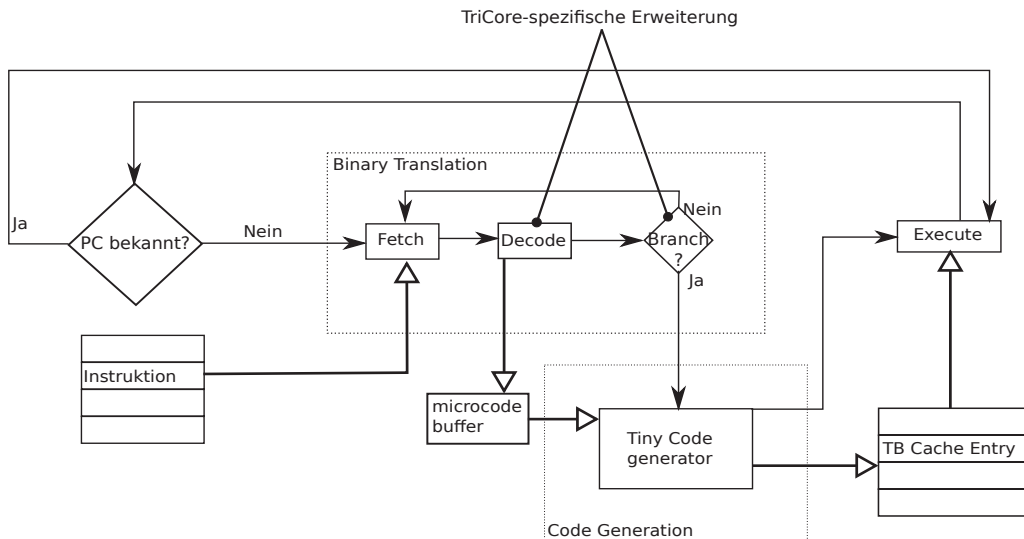 TriCore-spezifische Erweiterung
Binary Translation
Ja
PC bekannt?
Nein
Fetch
Decode
Nein
Branch
?
Ja
Execute
Instruktion
microcode
buffer
Tiny Code
generator
TB Cache Entry
Code Generation